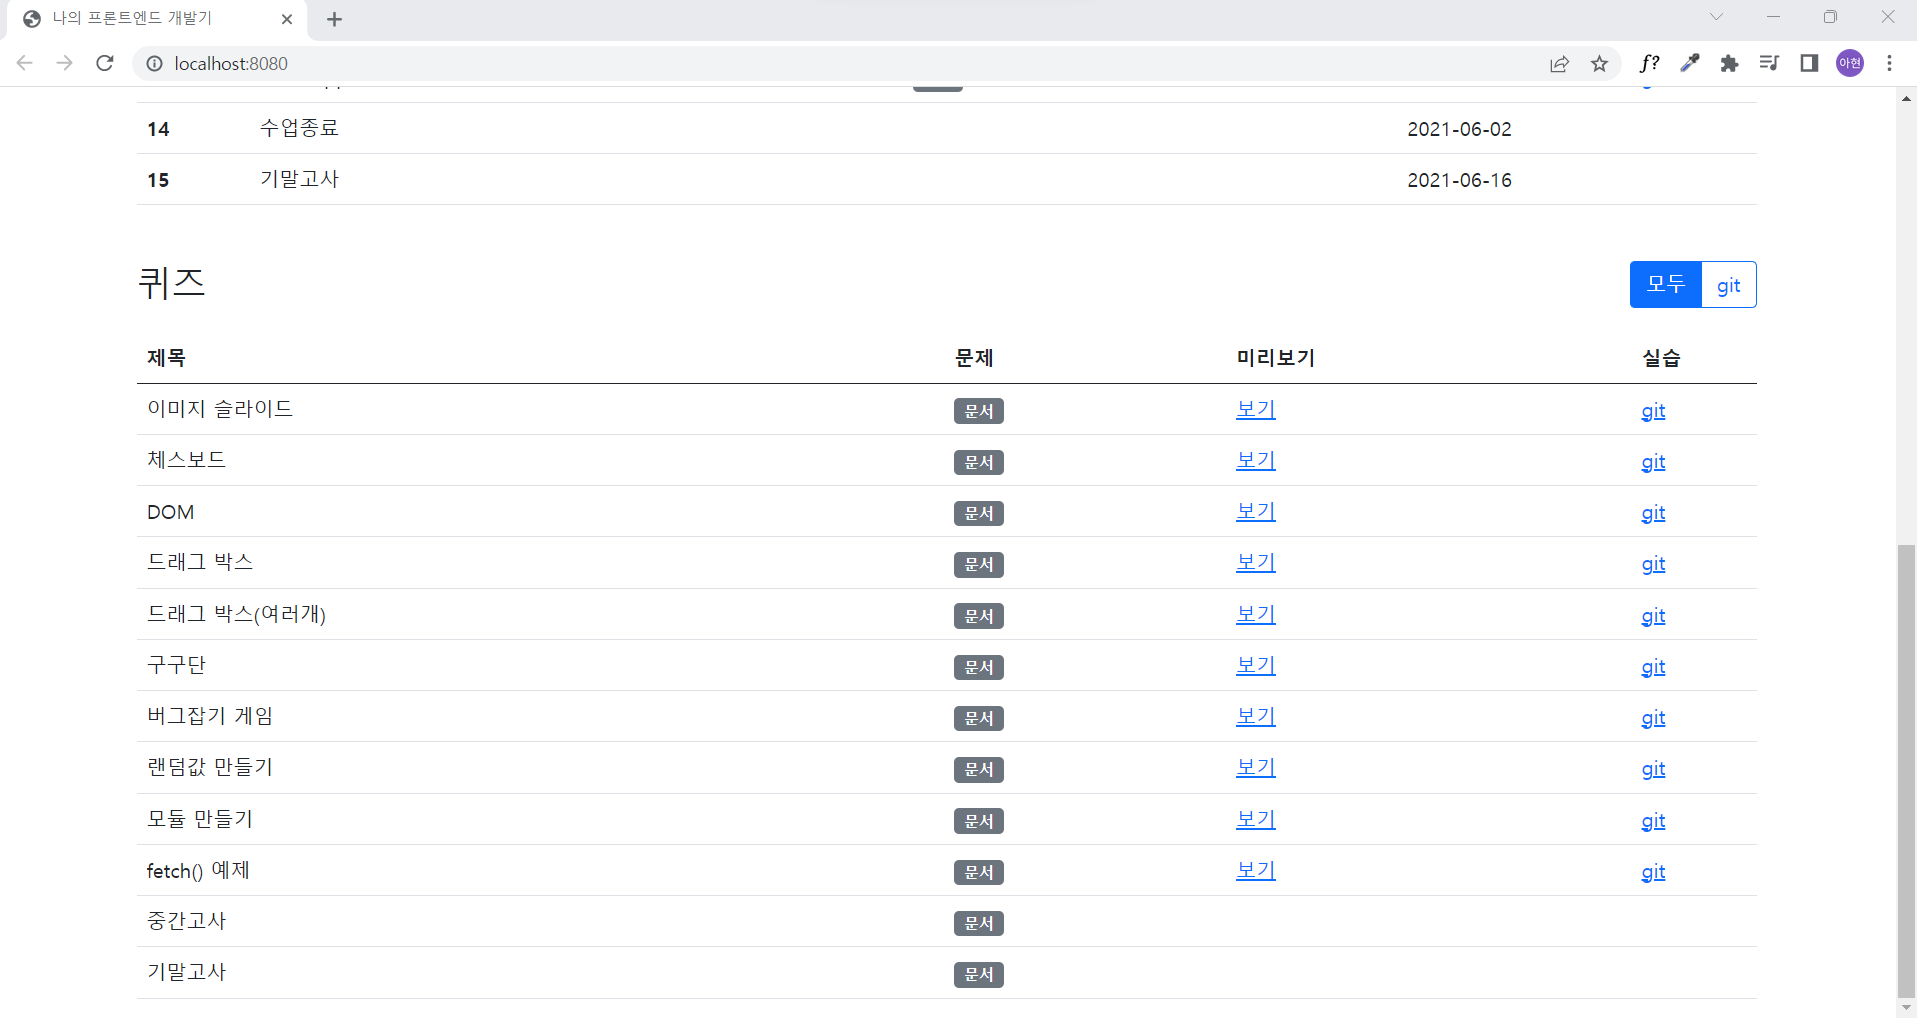 나의 프론트엔드 개발기
localhost:8080
f?
아현
14 수업종료 2021-06-02
15 기말고사 2021-06-16
퀴즈 모두 git
제목 문제 미리보기 실습
이미지 슬라이드 문서 보기 git
체스보드 문서 보기 git
DOM 문서 보기 git
드래그 박스 문서 보기 git
드래그 박스(여러개) 문서 보기 git
구구단 문서 보기 git
버그잡기 게임 문서 보기 git
랜덤값 만들기 문서 보기 git
모듈 만들기 문서 보기 git
fetch() 예제 문서 보기 git
중간고사 문서
기말고사 문서